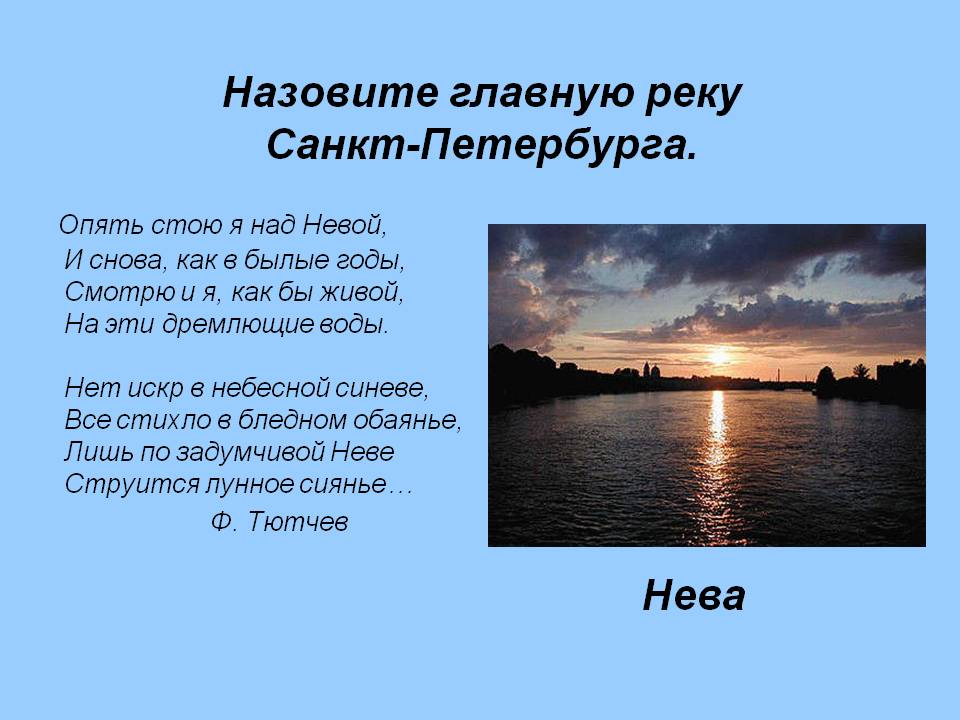 Назовите главную реку
Санкт-Петербурга.
Опять стою я над Невой,
И снова, как в былые годы,
Смотрю и я, как бы живой,
На эти дремлющие воды.
Нет искр в небесной синеве,
Все стихло в бледном обаянье,
Лишь по задумчивой Неве
Струится лунное сиянье…
Ф. Тютчев
Нева